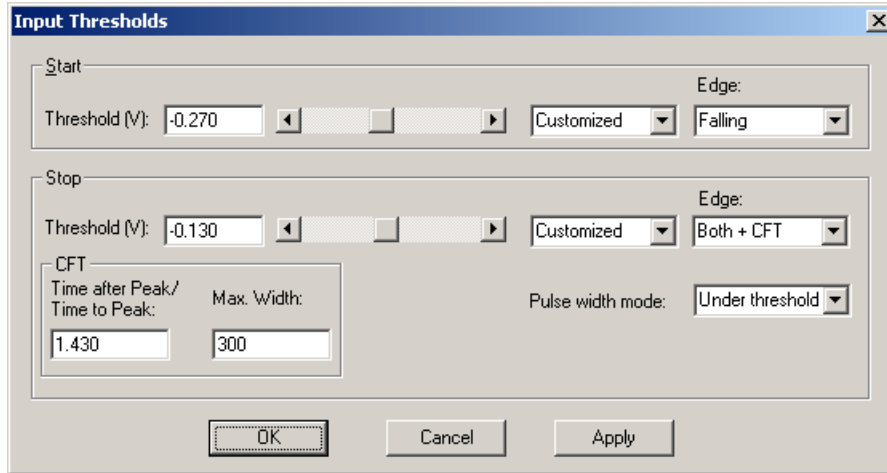 Input Thresholds
Start
Edge:
Threshold (V): -0.270 Customized Falling
Stop
Edge:
Threshold (V): -0.130 Customized Both + CFT
CFT
Time after Peak/
Time to Peak:
Max. Width:
Pulse width mode: Under threshold
1.430 300
OK Cancel Apply